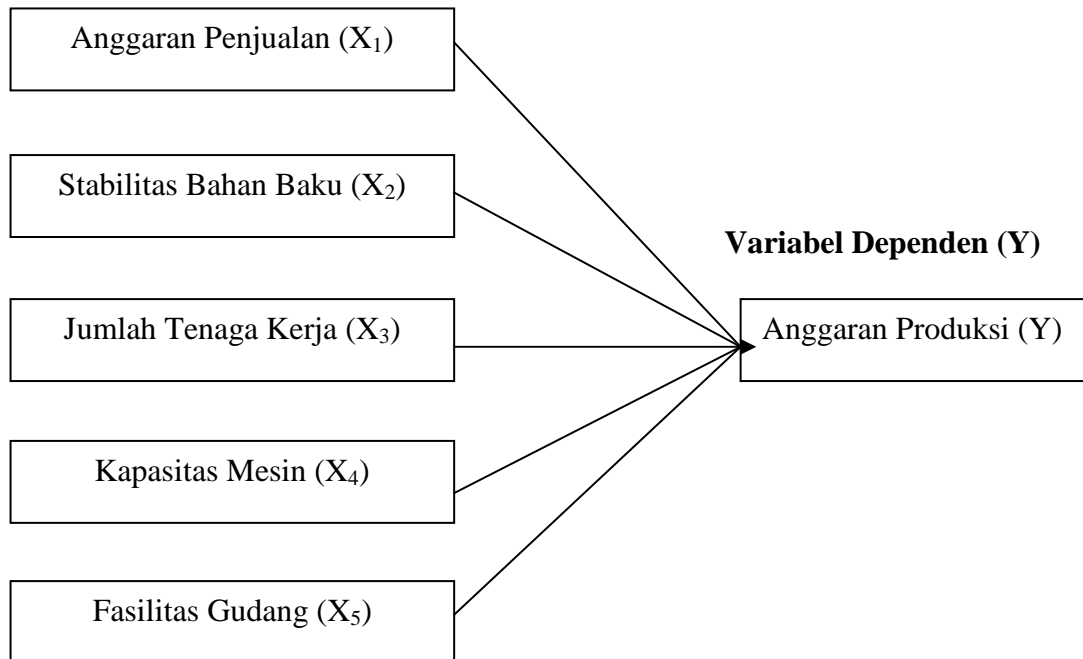 Anggaran Penjualan (X₁)
Stabilitas Bahan Baku (X₂)
Variabel Dependen (Y)
Jumlah Tenaga Kerja (X₃)
Anggaran Produksi (Y)
Kapasitas Mesin (X₄)
Fasilitas Gudang (X₅)